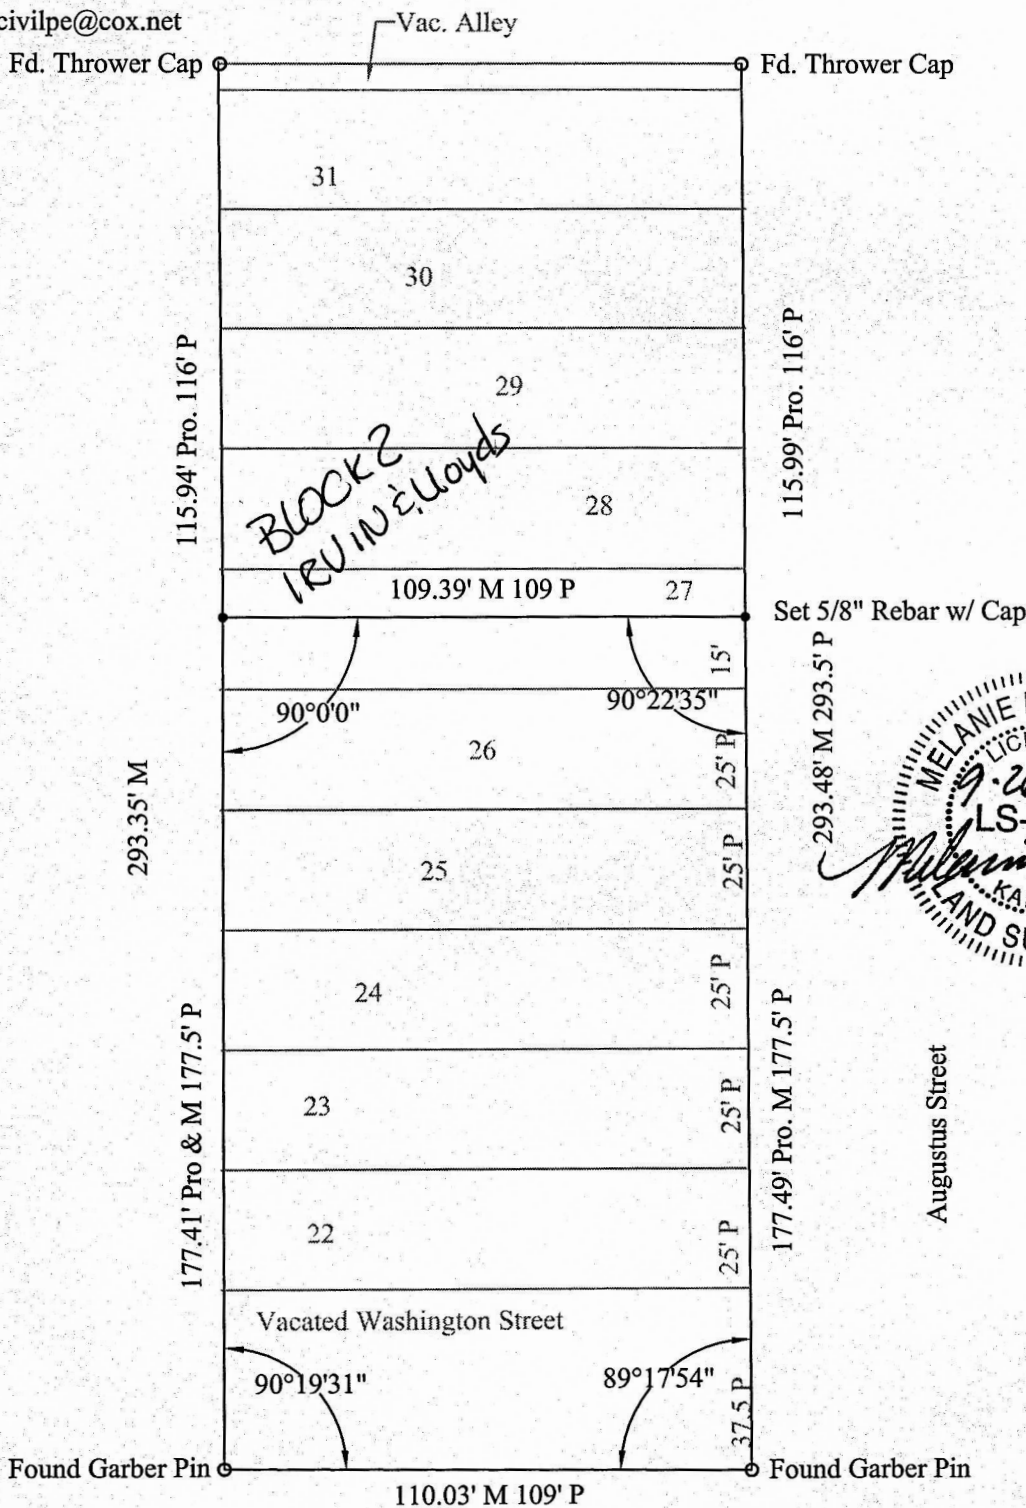 civilpe@cox.net
Vac. Alley
Fd. Thrower Cap
Fd. Thrower Cap
31
30
29
28
115.94' Pro. 116' P
115.99' Pro. 116' P
BLOCK 2
IRVIN & Lloyds
109.39' M 109 P
27
Set 5/8" Rebar w/ Cap
15'
90°0'0"
90°22'35"
26
25' P
293.35' M
293.48' M 293.5' P
MELANIE
LS-
LAND
25
25' P
24
25' P
177.41' Pro & M 177.5' P
177.49' Pro. M 177.5' P
Augustus Street
23
25' P
22
25' P
Vacated Washington Street
90°19'31"
89°17'54"
37.5 P
Found Garber Pin
Found Garber Pin
110.03' M 109' P